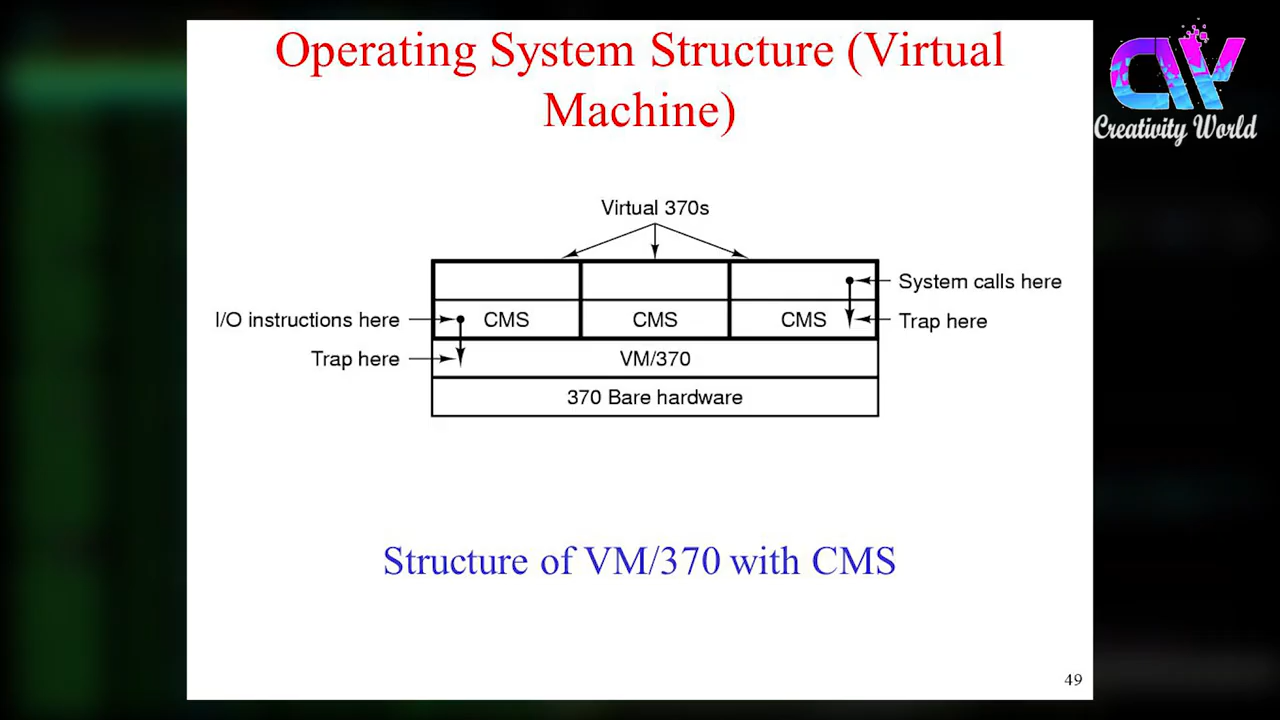 Operating System Structure (Virtual
Machine)
CW
Creativity World
Virtual 370s
System calls here
I/O instructions here
CMS
CMS
CMS
Trap here
Trap here
VM/370
370 Bare hardware
Structure of VM/370 with CMS
49